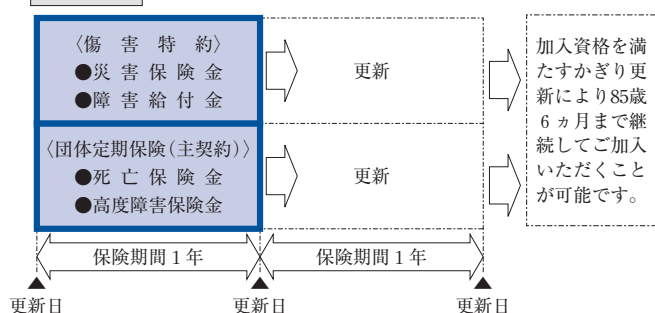 〈傷害特約〉
●災害保険金
●障害給付金
更新
〈団体定期保険(主契約)〉
●死亡保険金
●高度障害保険金
更新
加入資格を満
たすかぎり更
新により85歳
6ヵ月まで継
続してご加入
いただくこと
が可能です。
保険期間1年
保険期間1年
更新日
更新日
更新日